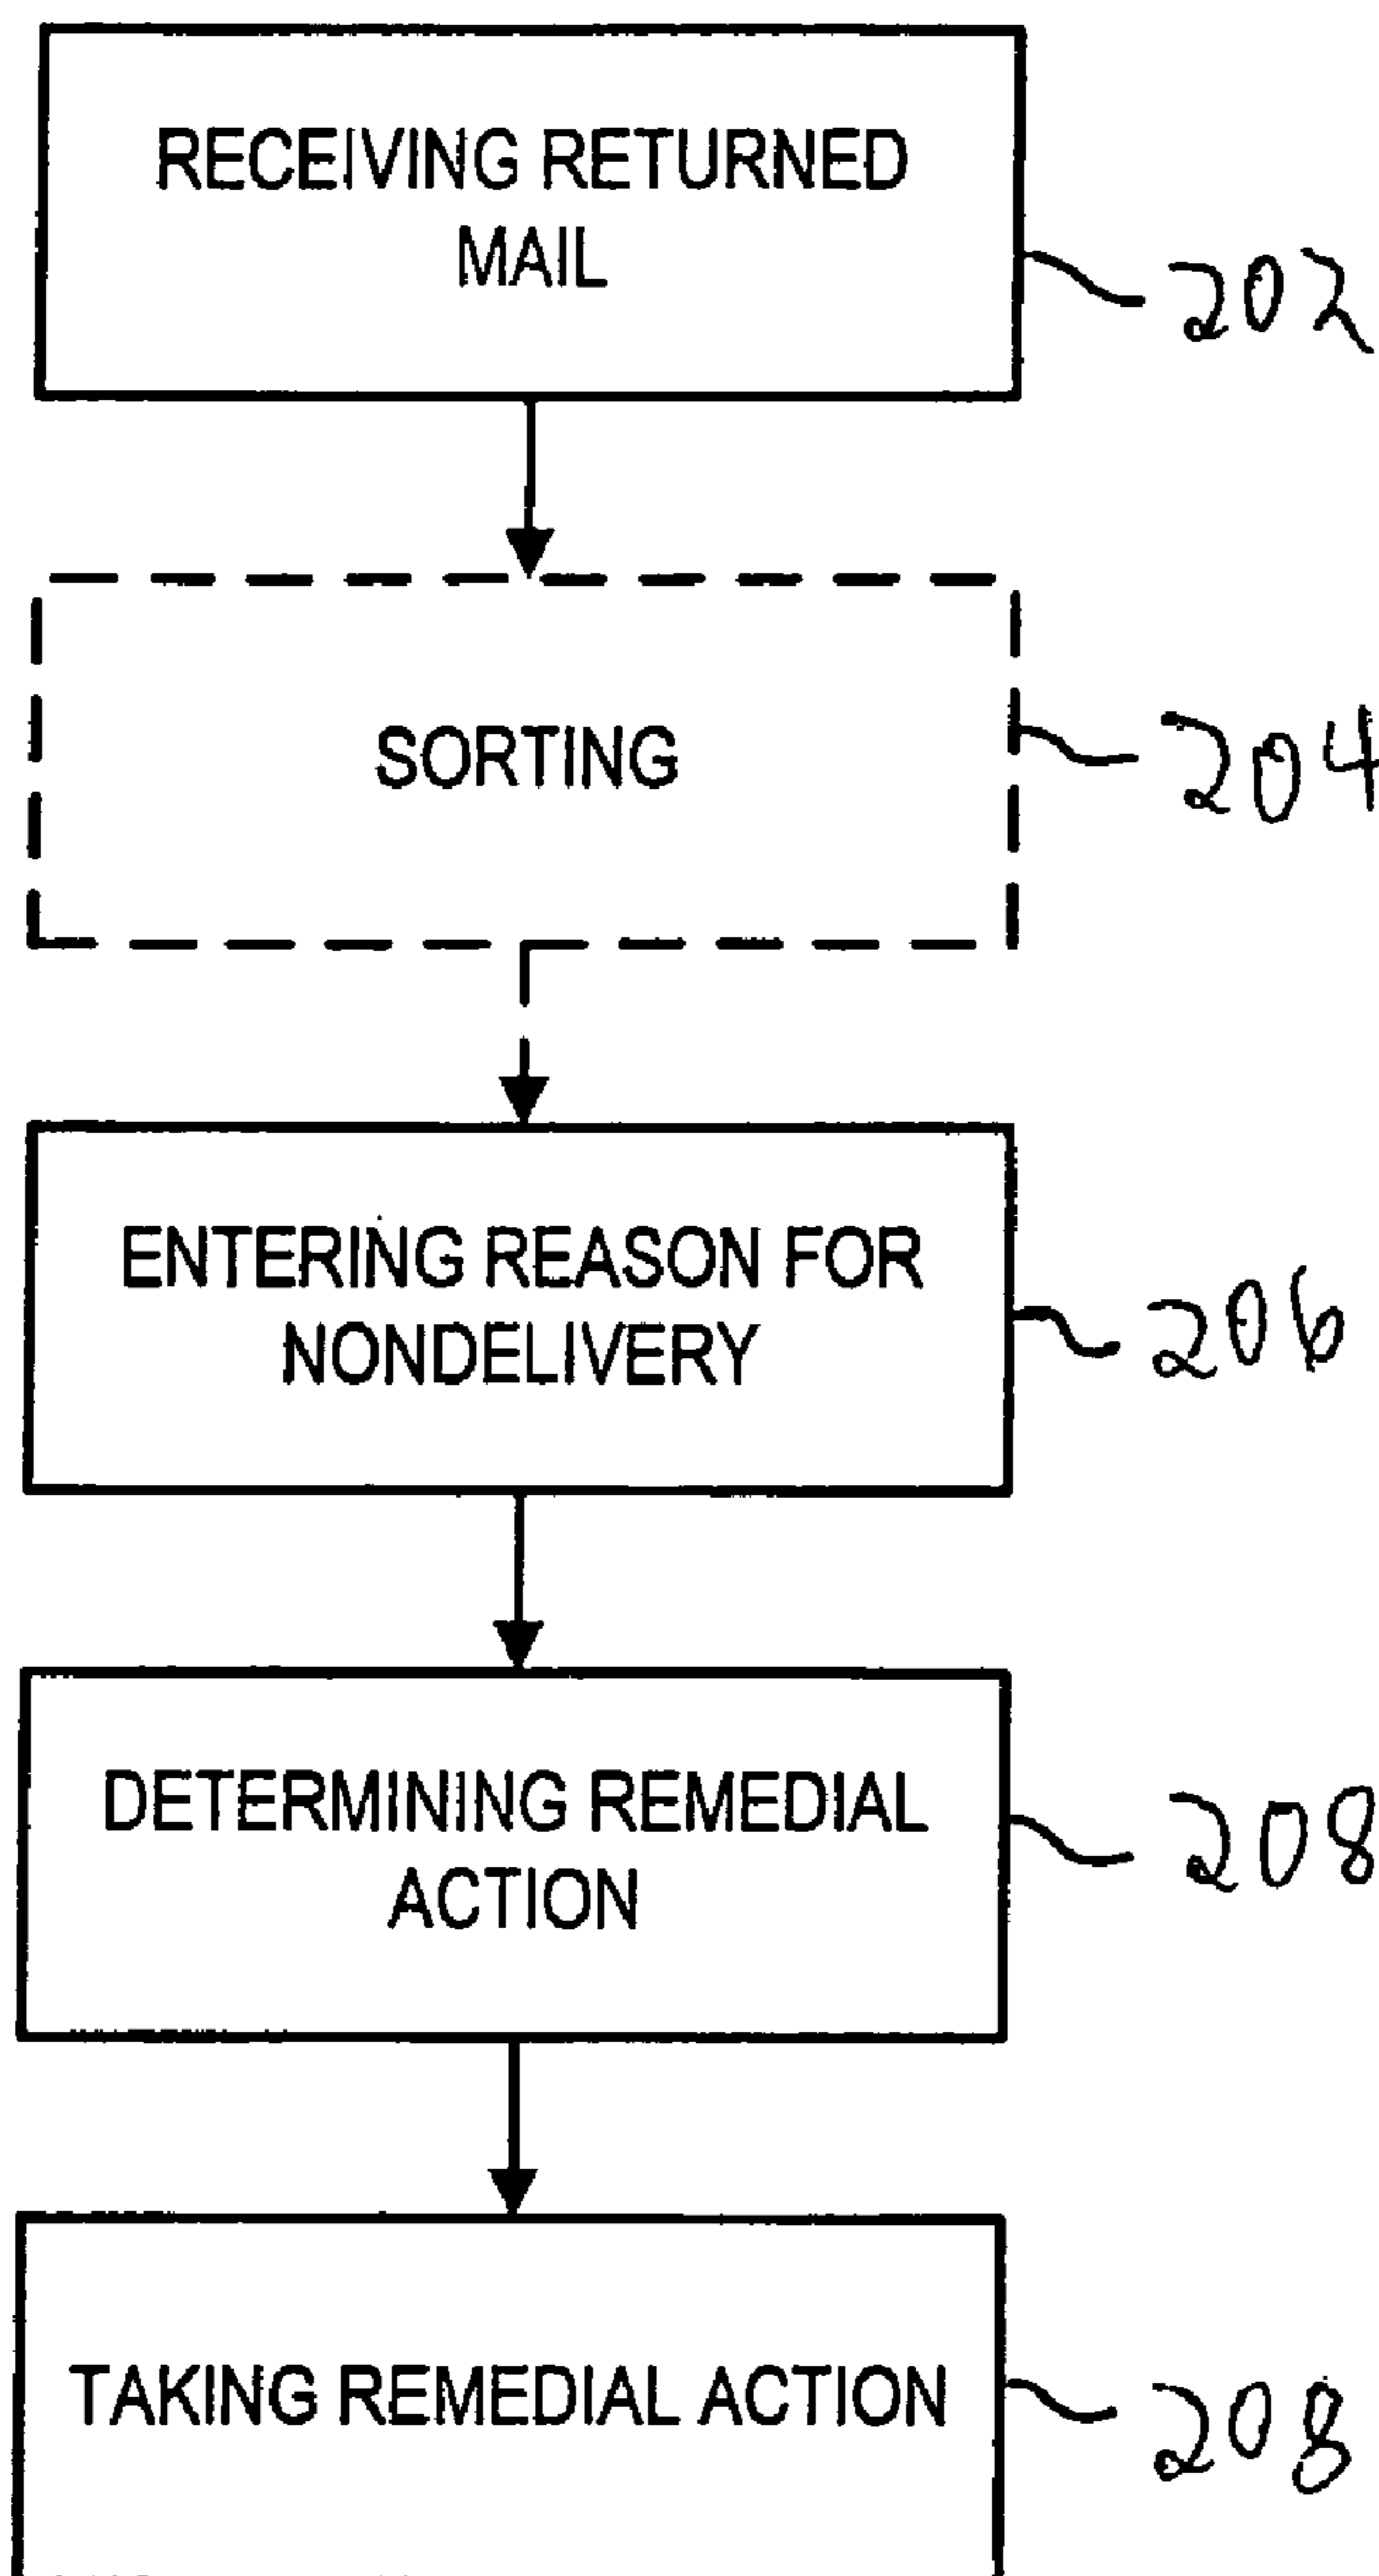 RECEIVING RETURNED
MAIL
202
SORTING
204
ENTERING REASON FOR
NONDELIVERY
206
DETERMINING REMEDIAL
ACTION
208
TAKING REMEDIAL ACTION
208